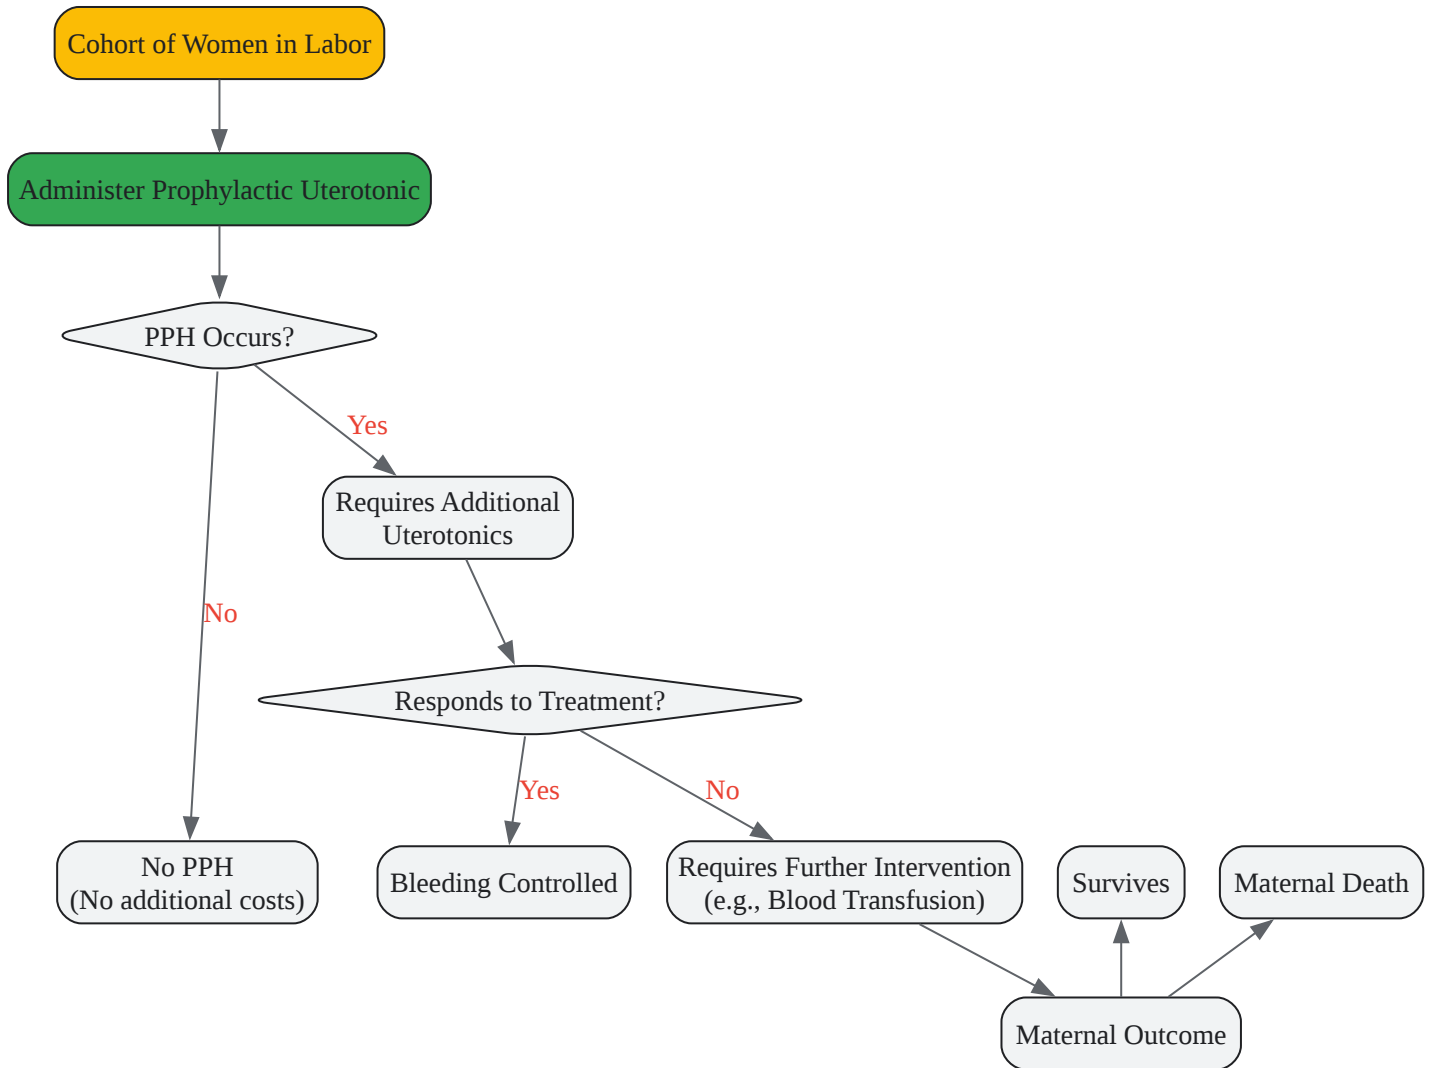 Cohort of Women in Labor
Administer Prophylactic Uterotonic
PPH Occurs?
Yes
Requires Additional
Uterotonics
No
Responds to Treatment?
Yes
No
No PPH
(No additional costs)
Bleeding Controlled
Requires Further Intervention
(e.g., Blood Transfusion)
Survives
Maternal Death
Maternal Outcome